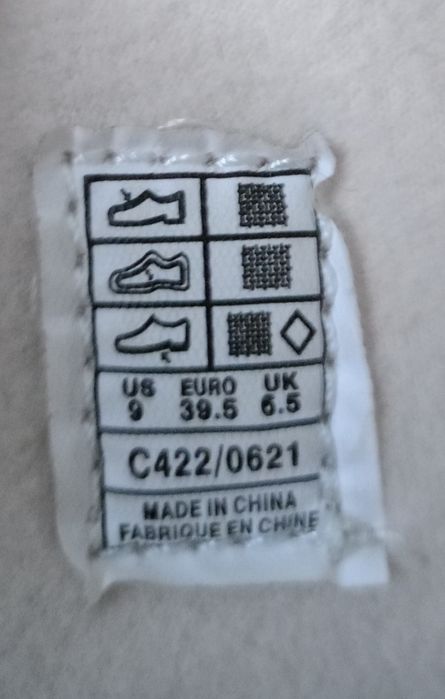 US EURO UK
9 39.5 6.5
C422/0621
MADE IN CHINA
FABRIQUE EN CHINE